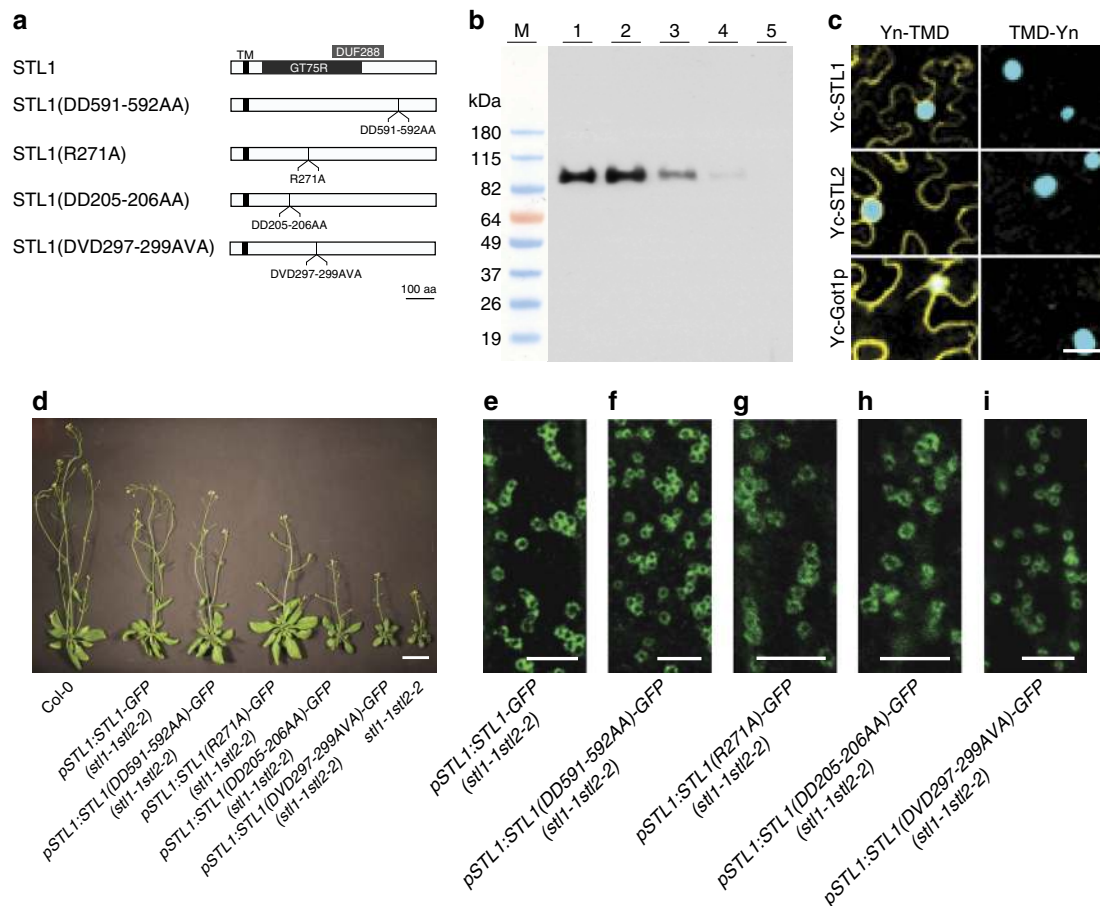 a
TM
DUF288
STL1
GT75R
STL1(DD591-592AA)
DD591-592AA
STL1(R271A)
R271A
STL1(DD205-206AA)
DD205-206AA
STL1(DVD297-299AVA)
DVD297-299AVA
100 aa
b
M 1 2 3 4 5
kDa
180
115
82
64
49
37
26
19
c
Yn-TMD TMD-Yn
Yc-STL1
Yc-STL2
Yc-Got1p
d
Col-0
pSTL1:STL1-GFP
(stl1-1stl2-2)
pSTL1:STL1(DD591-592AA)-GFP
(stl1-1stl2-2)
pSTL1:STL1(R271A)-GFP
(stl1-1stl2-2)
pSTL1:STL1(DD205-206AA)-GFP
(stl1-1stl2-2)
pSTL1:STL1(DVD297-299AVA)-GFP
(stl1-1stl2-2)
stl1-1stl2-2
e
pSTL1:STL1-GFP
(stl1-1stl2-2)
f
pSTL1:STL1(DD591-592AA)-GFP
(stl1-1stl2-2)
g
pSTL1:STL1(R271A)-GFP
(stl1-1stl2-2)
h
pSTL1:STL1(DD205-206AA)-GFP
(stl1-1stl2-2)
i
pSTL1:STL1(DVD297-299AVA)-GFP
(stl1-1stl2-2)